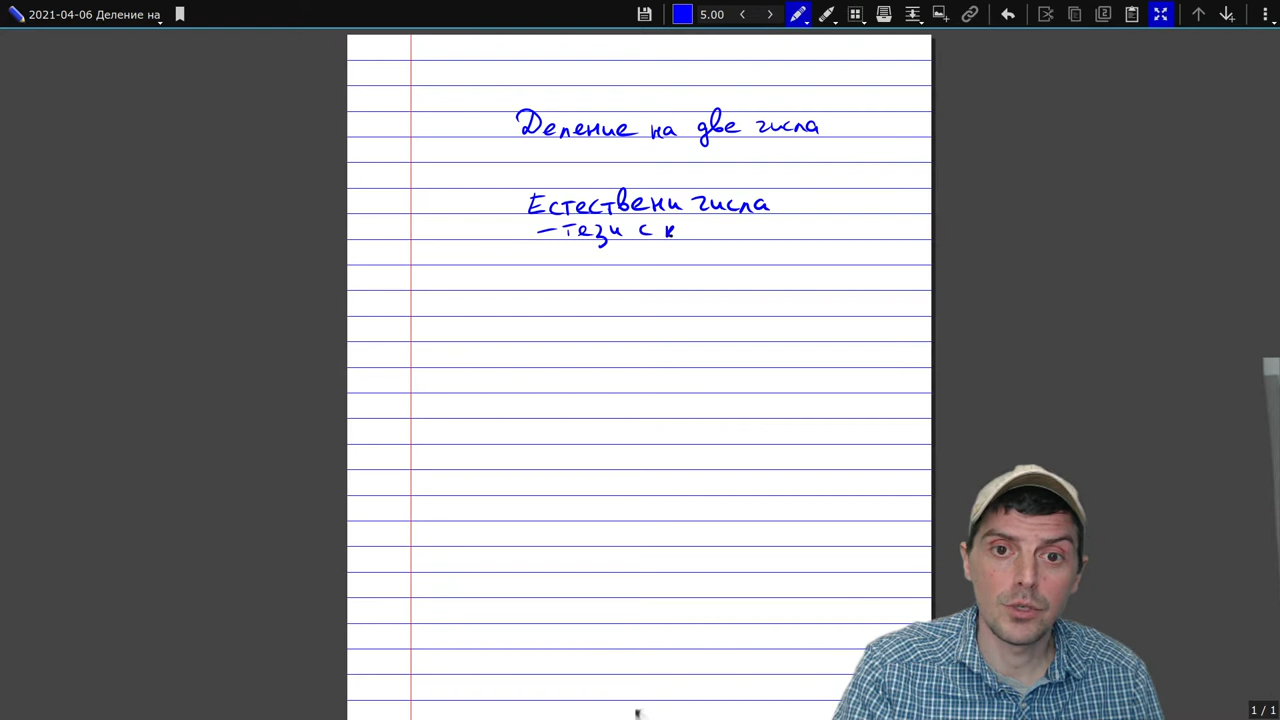 2021-04-06 Деление на
5.00
Деление на две числа
Естествени числа
- тези с к
1 / 1